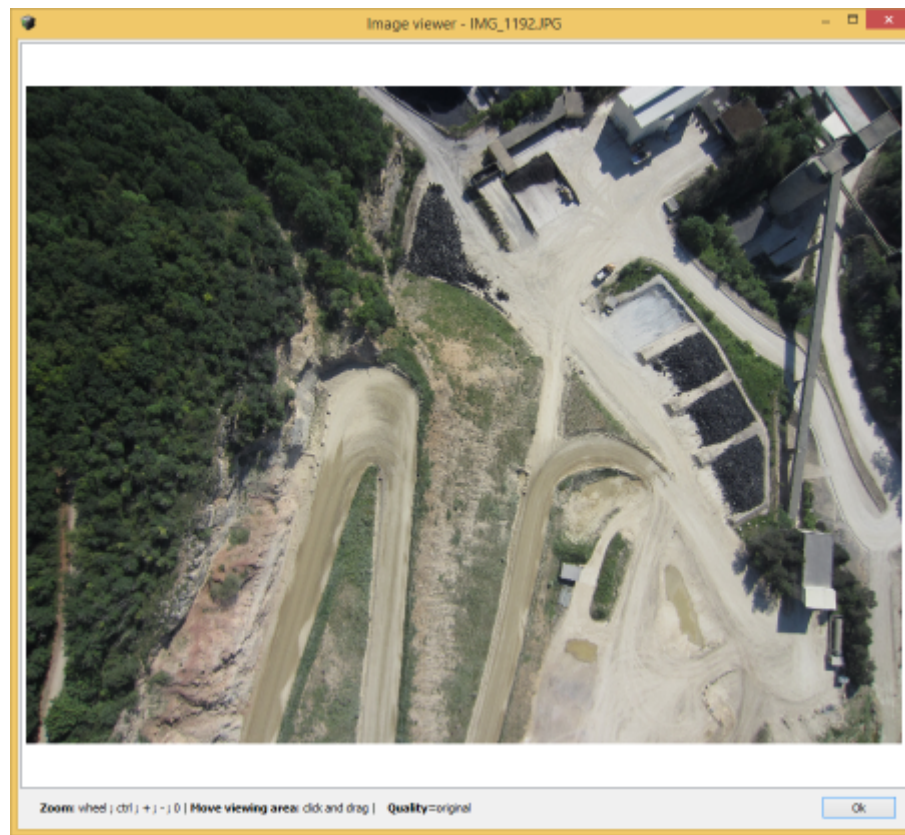 Image viewer - IMG_1192.JPG
Zoom: wheel ; ctrl ; + ; - ; 0 | Move viewing area: click and drag | Quality=original
Ok